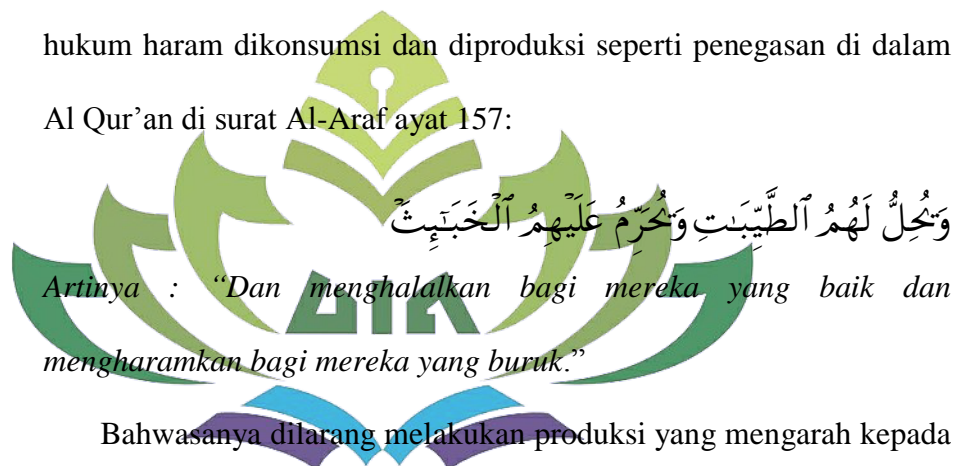 hukum haram dikonsumsi dan diproduksi seperti penegasan di dalam
Al Qur’an di surat Al-Araf ayat 157:
وَتُحِلُّ لَهُمُ ٱلطَّيِّبَٰتِ وَتُحَرِّمُ عَلَيْهِمُ ٱلْخَبَٰٓئِثَ
Artinya : “Dan menghalalkan bagi mereka yang baik dan
mengharamkan bagi mereka yang buruk.”
Bahwasanya dilarang melakukan produksi yang mengarah kepada